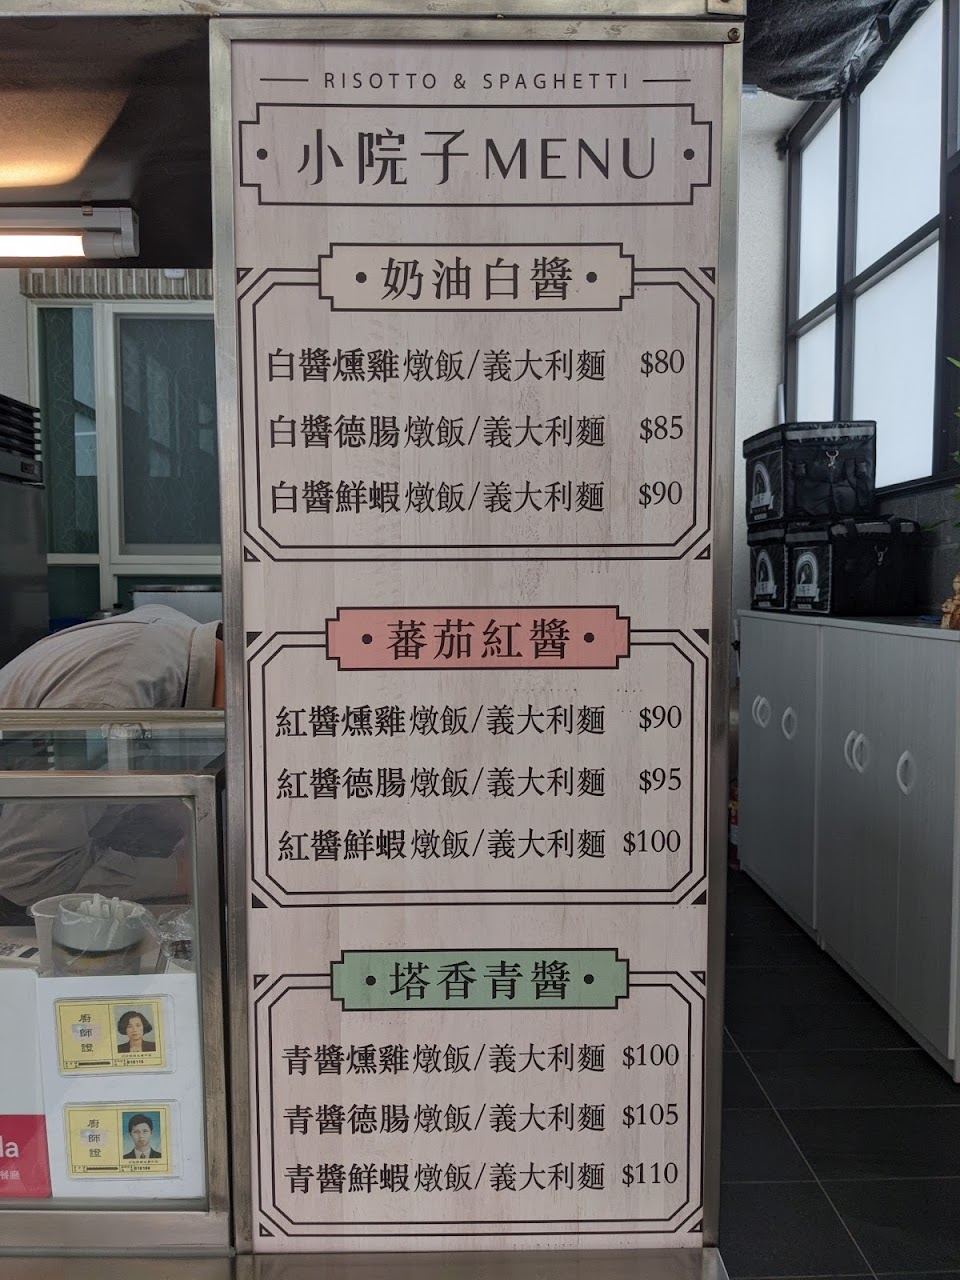 RISOTTO & SPAGHETTI
小院子MENU
奶油白醬
白醬燻雞燉飯/義大利麵 $80
白醬德腸燉飯/義大利麵 $85
白醬鮮蝦燉飯/義大利麵 $90
蕃茄紅醬
紅醬燻雞燉飯/義大利麵 $90
紅醬德腸燉飯/義大利麵 $95
紅醬鮮蝦燉飯/義大利麵 $100
塔香青醬
青醬燻雞燉飯/義大利麵 $100
青醬德腸燉飯/義大利麵 $105
青醬鮮蝦燉飯/義大利麵 $110
廚師證
廚師證
da
餐廳